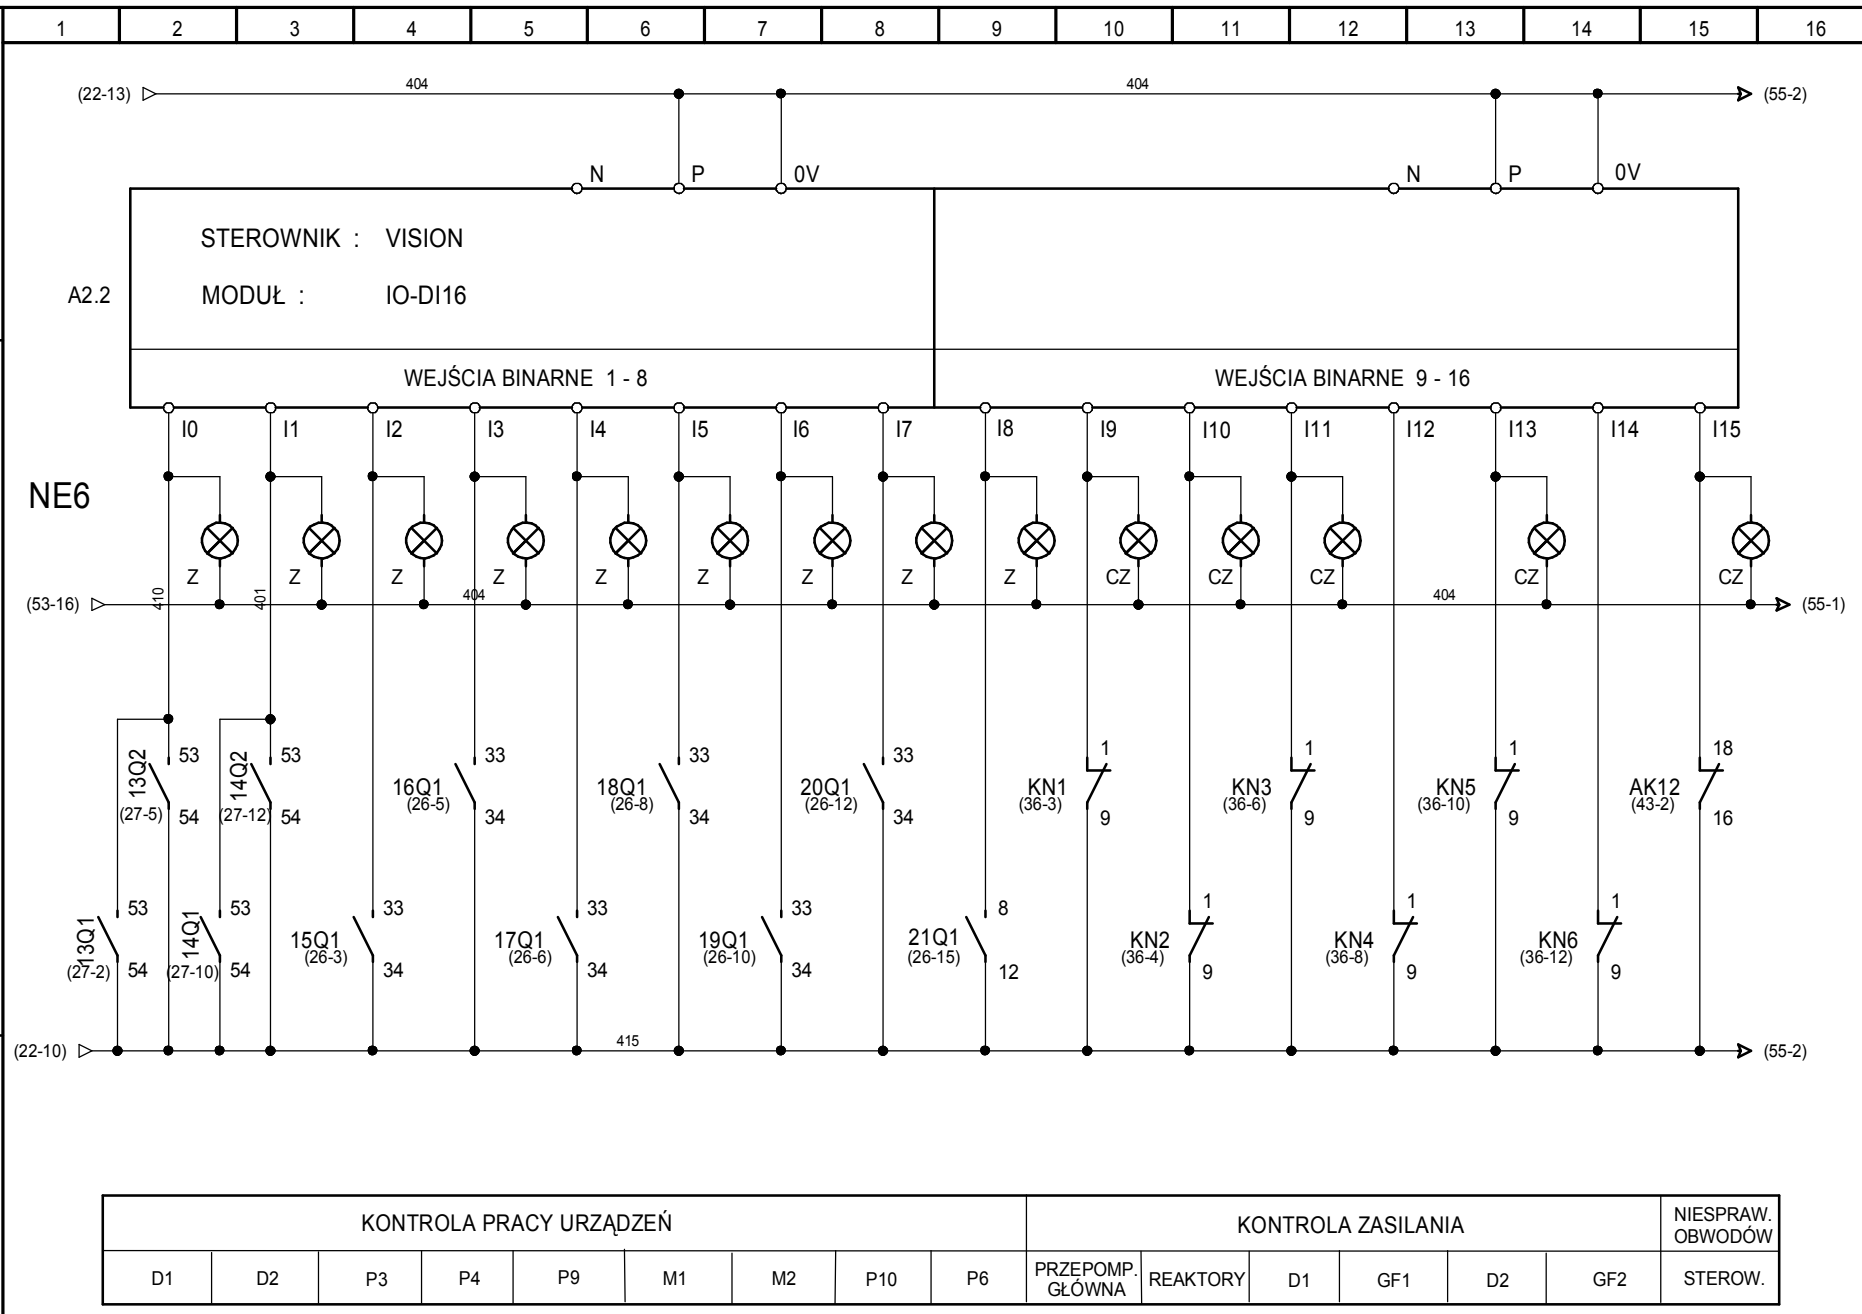 1 2 3 4 5 6 7 8 9 10 11 12 13 14 15 16
(22-13) 404 404 (55-2)
N P 0V N P 0V
STEROWNIK : VISION
A2.2 MODUŁ : IO-DI16
WEJŚCIA BINARNE 1 - 8 WEJŚCIA BINARNE 9 - 16
I0 I1 I2 I3 I4 I5 I6 I7 I8 I9 I10 I11 I12 I13 I14 I15
NE6
Z Z Z Z Z Z Z Z Z CZ CZ CZ CZ CZ
(53-16) 410 401 404 404 (55-1)
53 53 33 33 33 1 1 1 18
13Q2 14Q2 16Q1 18Q1 20Q1 KN1 KN3 KN5 AK12
(27-5) (27-12) (26-5) (26-8) (26-12) (36-3) (36-6) (36-10) (43-2)
54 54 34 34 34 9 9 9 16
53 53 33 33 33 8 1 1 1
13Q1 14Q1 15Q1 17Q1 19Q1 21Q1 KN2 KN4 KN6
(27-2) (27-10) (26-3) (26-6) (26-10) (26-15) (36-4) (36-8) (36-12)
54 54 34 34 34 12 9 9 9
(22-10) 415 (55-2)
KONTROLA PRACY URZĄDZEŃ KONTROLA ZASILANIA NIESPRAW.
OBWODÓW
D1 D2 P3 P4 P9 M1 M2 P10 P6 PRZEPOMP. REAKTORY D1 GF1 D2 GF2 STEROW.
GŁÓWNA